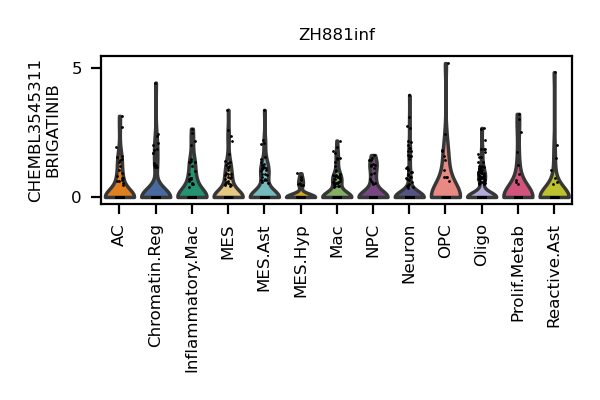 ZH881inf
CHEMBL3545311
BRIGATINIB
5
0
AC
Chromatin.Reg
Inflammatory.Mac
MES
MES.Ast
MES.Hyp
Mac
NPC
Neuron
OPC
Oligo
Prolif.Metab
Reactive.Ast